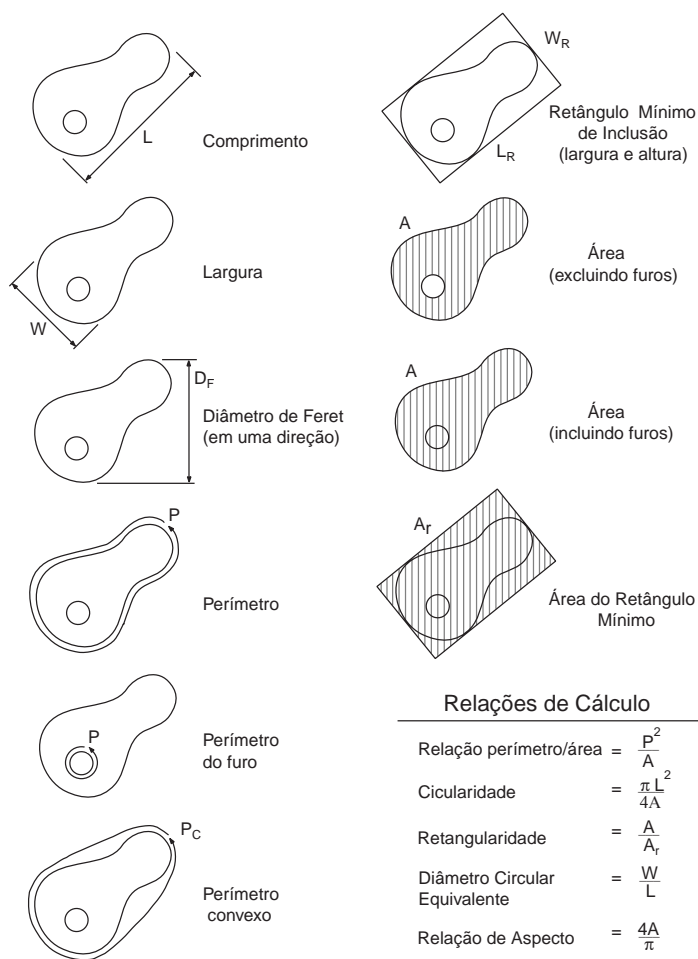 L
Comprimento
W
Largura
D_F
Diâmetro de Feret
(em uma direção)
P
Perímetro
P
Perímetro
do furo
P_C
Perímetro
convexo
W_R
L_R
Retângulo Mínimo
de Inclusão
(largura e altura)
A
Área
(excluindo furos)
A
Área
(incluindo furos)
A_r
Área do Retângulo
Mínimo
Relações de Cálculo
Relação perímetro/área = P²/A
Cicularidade = π L²/4A
Retangularidade = A/A_r
Diâmetro Circular = W/L
Equivalente
Relação de Aspecto = 4A/π